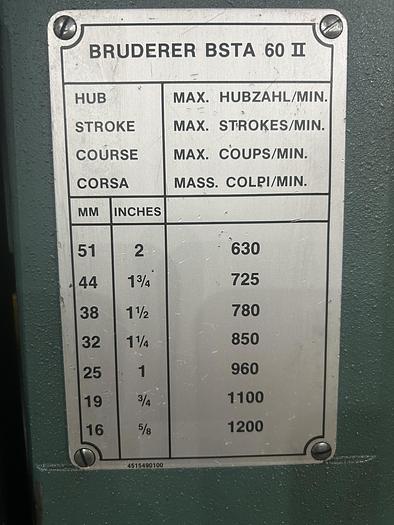 BRUDERER BSTA 60 II
HUB MAX. HUBZAHL/MIN.
STROKE MAX. STROKES/MIN.
COURSE MAX. COUPS/MIN.
CORSA MASS. COLPI/MIN.
MM INCHES
51 2 630
44 1¾ 725
38 1½ 780
32 1¼ 850
25 1 960
19 ¾ 1100
16 ⅝ 1200
4515490100